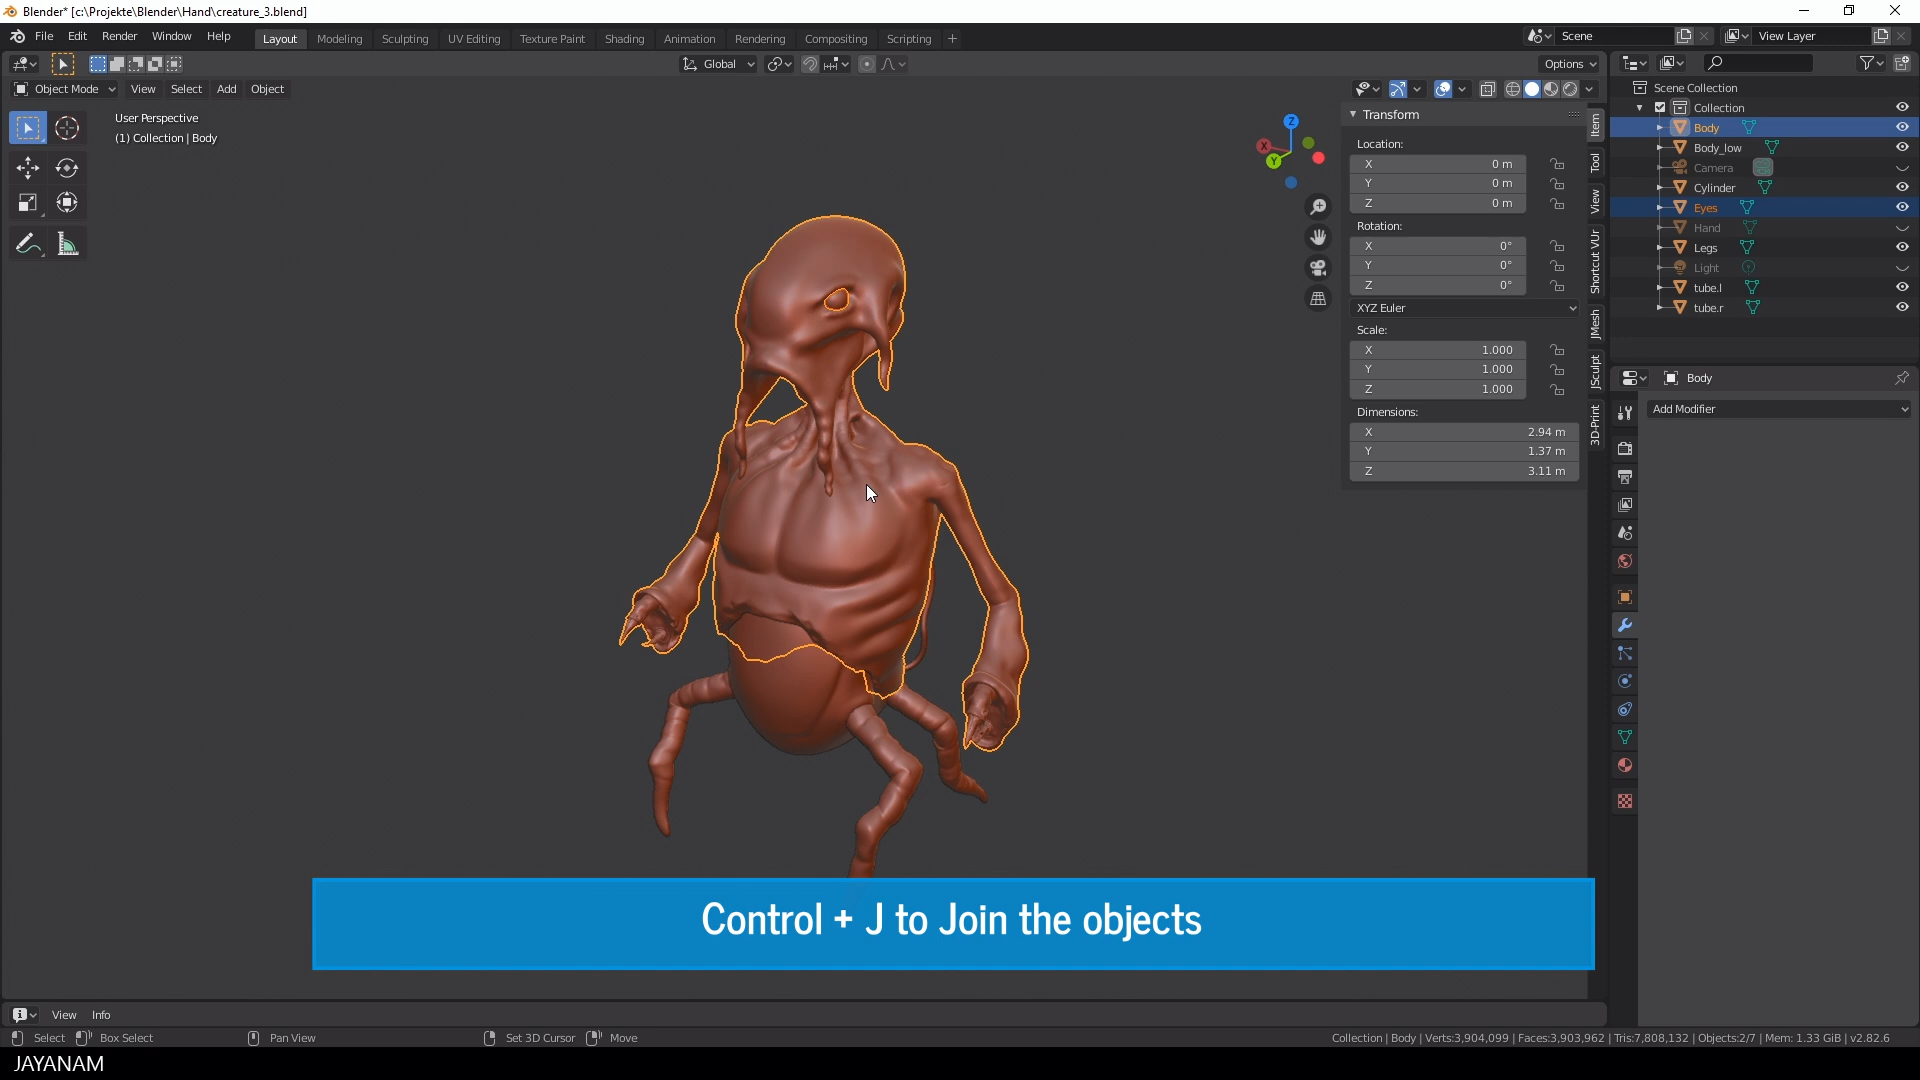 Blender* [c:\Projekte\Blender\Hand\creature_3.blend]
File Edit Render Window Help Layout Modeling Sculpting UV Editing Texture Paint Shading Animation Rendering Compositing Scripting + Scene View Layer
Global Options
Object Mode View Select Add Object
User Perspective
(1) Collection | Body
Transform
Location:
X 0 m
Y 0 m
Z 0 m
Rotation:
X 0°
Y 0°
Z 0°
XYZ Euler
Scale:
X 1.000
Y 1.000
Z 1.000
Dimensions:
X 2.94 m
Y 1.37 m
Z 3.11 m
Item
Tool
View
Shortcut VUr
JMesh
JSculpt
3D-Print
Z
X
Y
Scene Collection
Collection
Body
Body_low
Camera
Cylinder
Eyes
Hand
Legs
Light
tube.l
tube.r
Body
Add Modifier
Control + J to Join the objects
View Info
Select Box Select Pan View Set 3D Cursor Move Collection | Body | Verts:3,904,099 | Faces:3,903,962 | Tris:7,808,132 | Objects:2/7 | Mem: 1.33 GiB | v2.82.6
JAYANAM